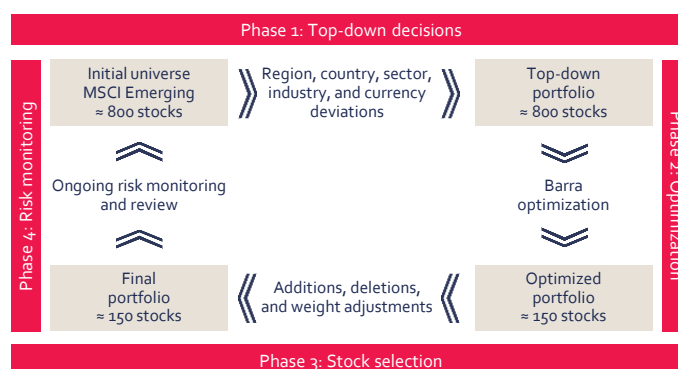 Phase 1: Top-down decisions
Initial universe
MSCI Emerging
≈ 800 stocks
Region, country, sector,
industry, and currency
deviations
Top-down
portfolio
≈ 800 stocks
Phase 2: Optimization
Barra
optimization
Optimized
portfolio
≈ 150 stocks
Additions, deletions,
and weight adjustments
Final
portfolio
≈ 150 stocks
Ongoing risk monitoring
and review
Phase 4: Risk monitoring
Phase 3: Stock selection